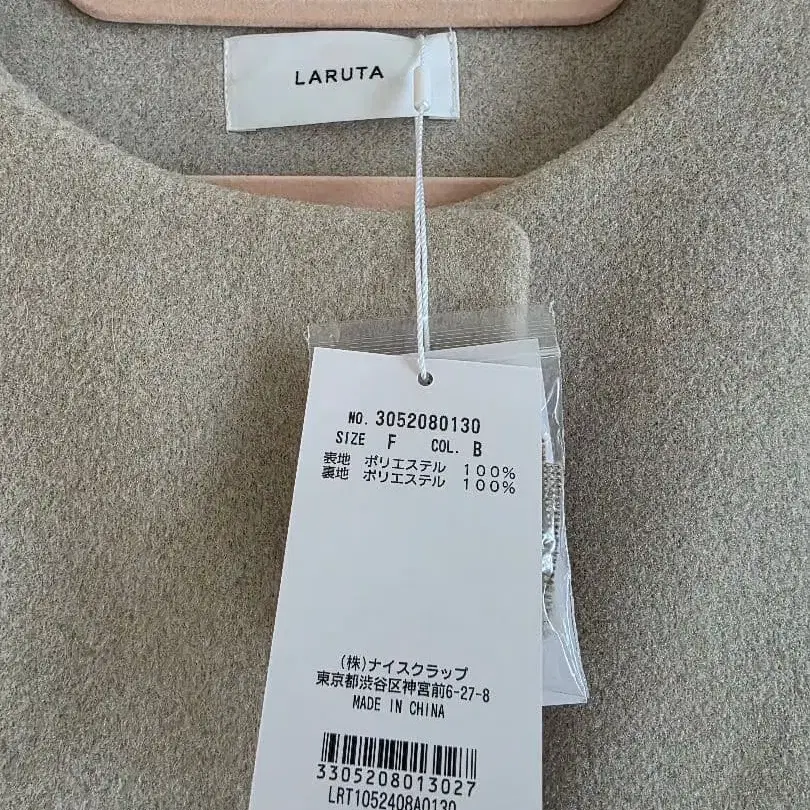 LARUTA
NO. 3052080130
SIZE F COL. B
表地 ポリエステル 100%
裏地 ポリエステル 100%
(株)ナイスクラップ
東京都渋谷区神宮前6-27-8
MADE IN CHINA
3305208013027
LRT1052408A0130